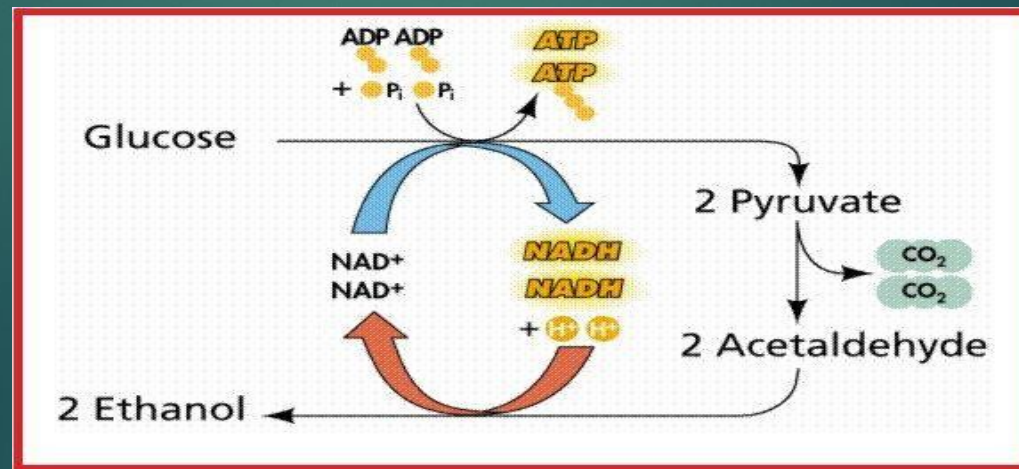 ADP ADP
+ Pi Pi
ATP
ATP
Glucose
2 Pyruvate
NAD+
NAD+
NADH
NADH
+ H+ H+
CO2
CO2
2 Acetaldehyde
2 Ethanol